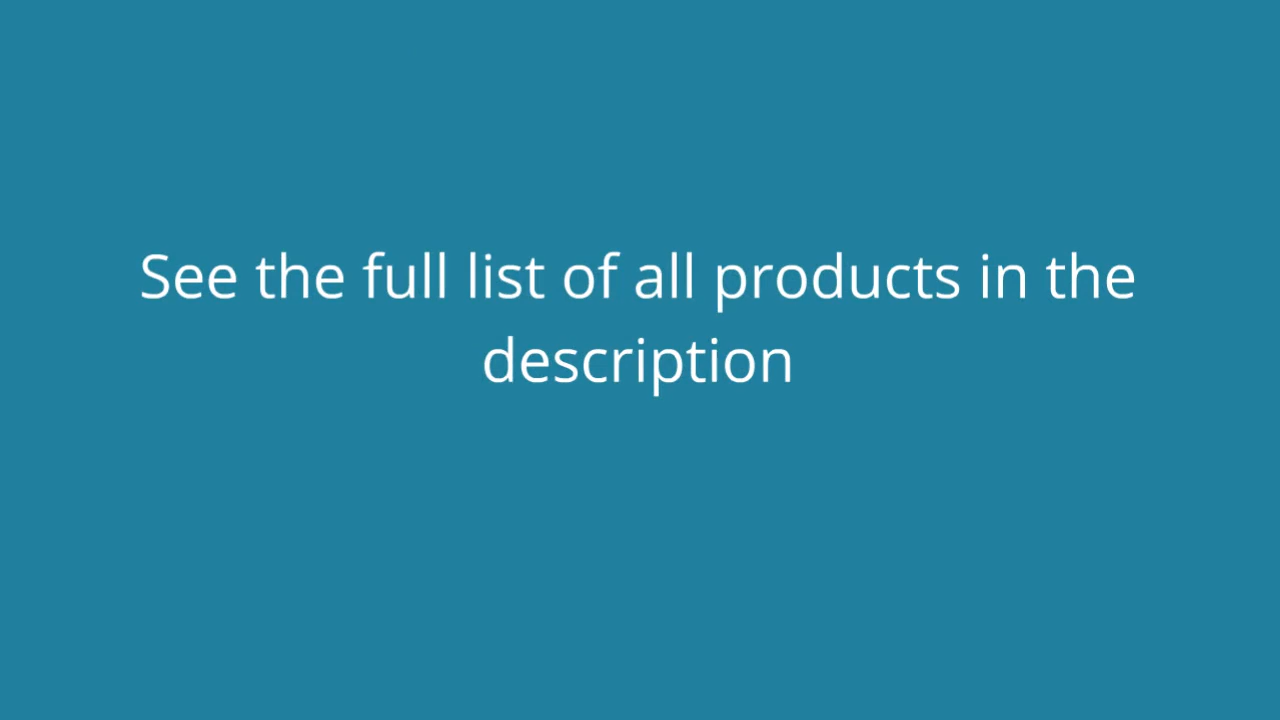 See the full list of all products in the
description